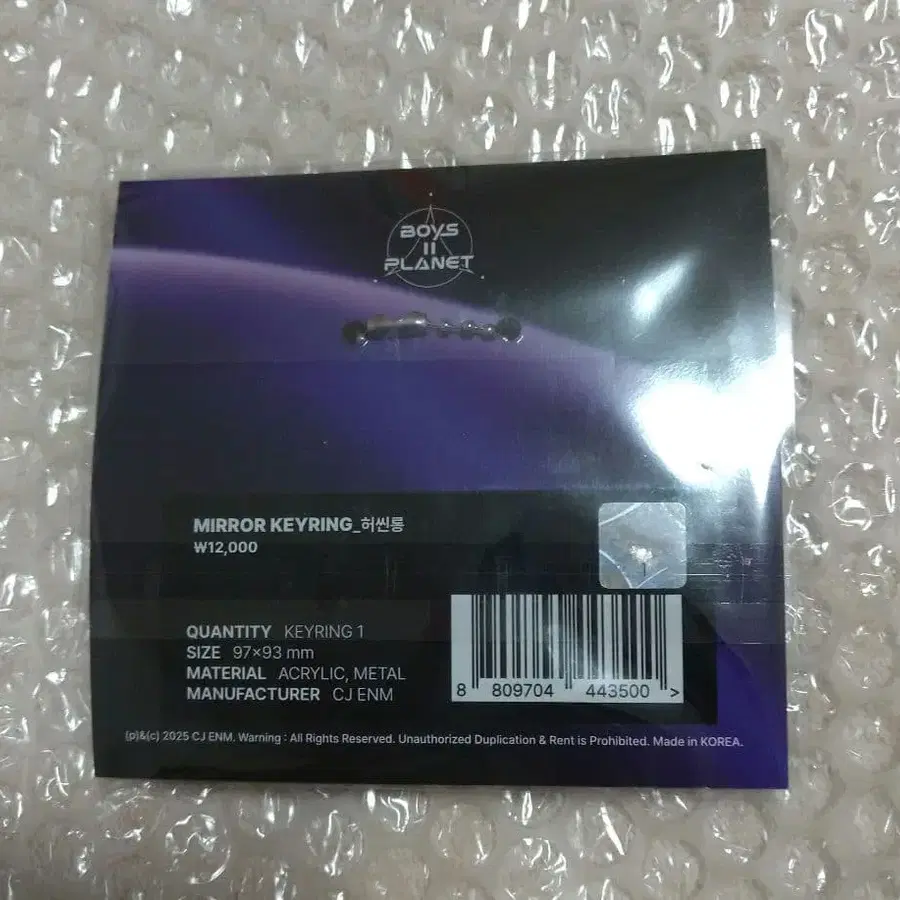 BOYS
II
PLANET
MIRROR KEYRING_허씬롱
₩12,000
QUANTITY KEYRING 1
SIZE 97×93 mm
MATERIAL ACRYLIC, METAL
MANUFACTURER CJ ENM
8 809704 443500 >
(p)&(c) 2025 CJ ENM. Warning : All Rights Reserved. Unauthorized Duplication & Rent is Prohibited. Made in KOREA.